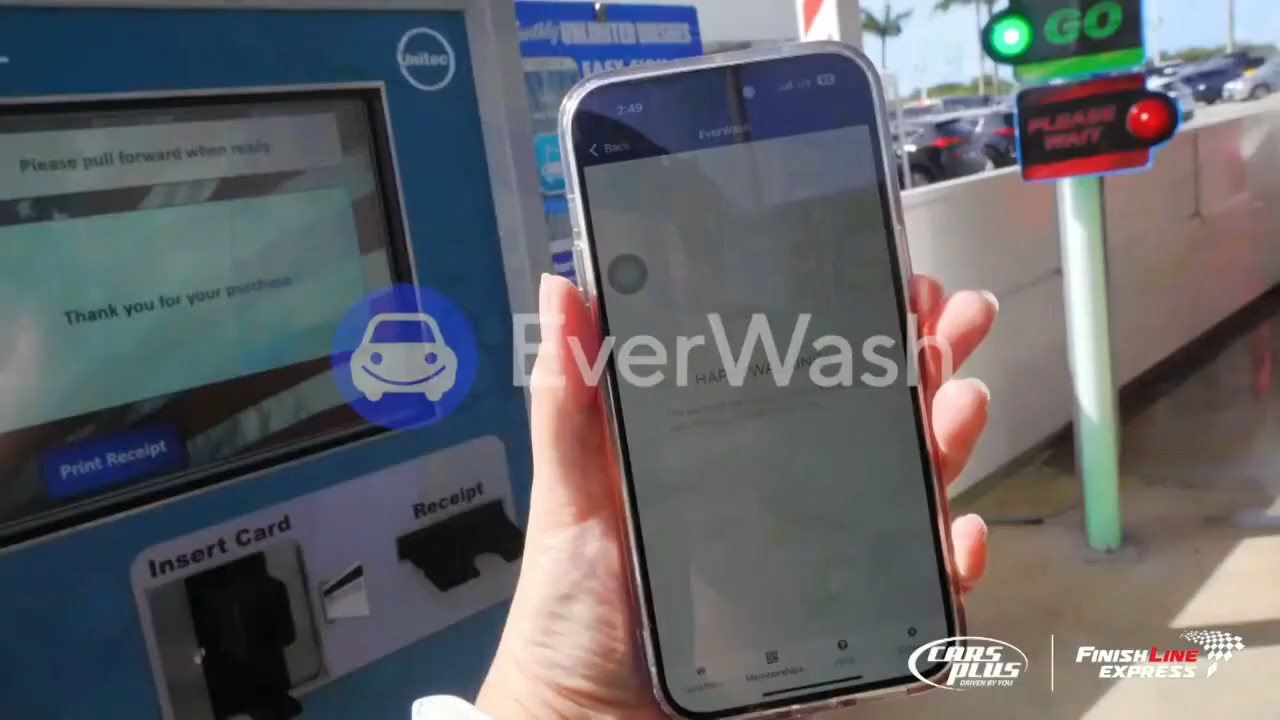 Unitec
Please pull forward when ready
Thank you for your purchase
Print Receipt
Insert Card
Receipt
UNLIMITED WASHES
2:49
EverWash
Back
EverWash
Memberships
GO
PLEASE
WAIT
CARS
PLUS
DRIVEN BY YOU
FINISHLINE
EXPRESS